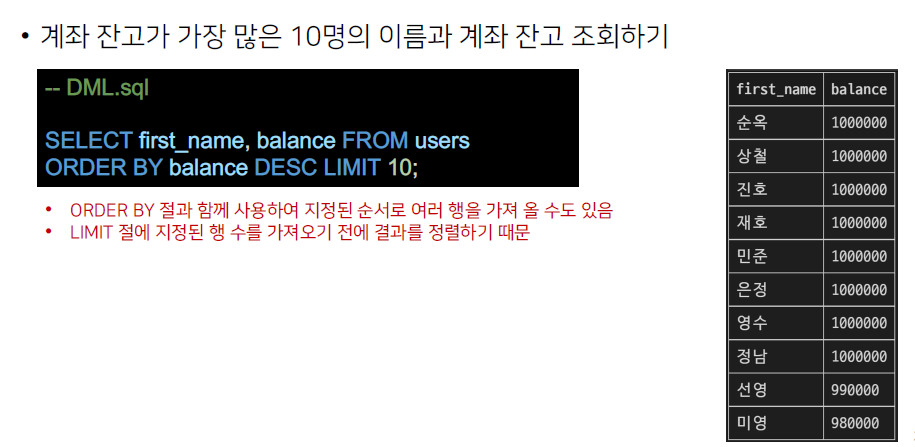 • 계좌 잔고가 가장 많은 10명의 이름과 계좌 잔고 조회하기
-- DML.sql
SELECT first_name, balance FROM users
ORDER BY balance DESC LIMIT 10;
• ORDER BY 절과 함께 사용하여 지정된 순서로 여러 행을 가져 올 수도 있음
• LIMIT 절에 지정된 행 수를 가져오기 전에 결과를 정렬하기 때문
first_name balance
순옥 1000000
상철 1000000
진호 1000000
재호 1000000
민준 1000000
은정 1000000
영수 1000000
정남 1000000
선영 990000
미영 980000